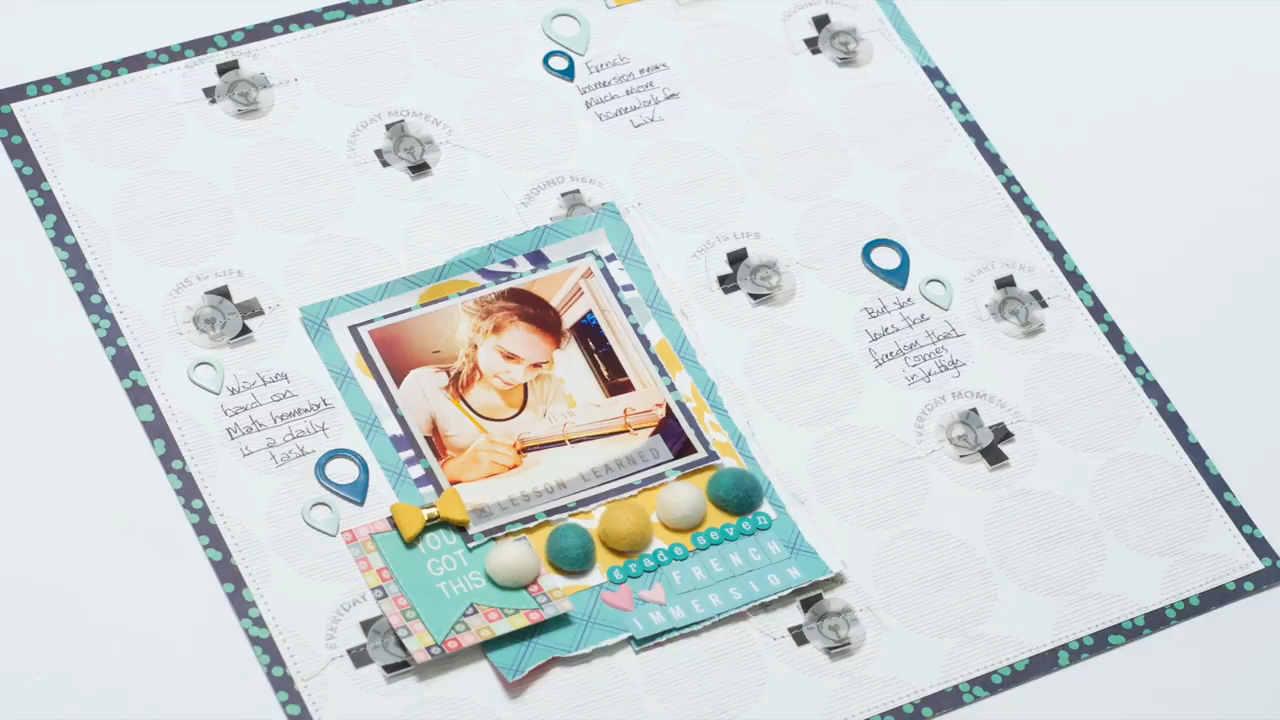 French
Immersion means
much more
homework for
Liv.
EVERYDAY MOMENTS
AROUND HERE
THIS IS LIFE
THIS IS LIFE
START HERE
But she
loves the
freedom that
comes
in Jr. High
Working
hard on
Math homework
is a daily
task.
EVERYDAY MOMENTS
LESSON LEARNED
YOU
GOT
THIS
grade seven
FRENCH
IMMERSION
EVERYDAY